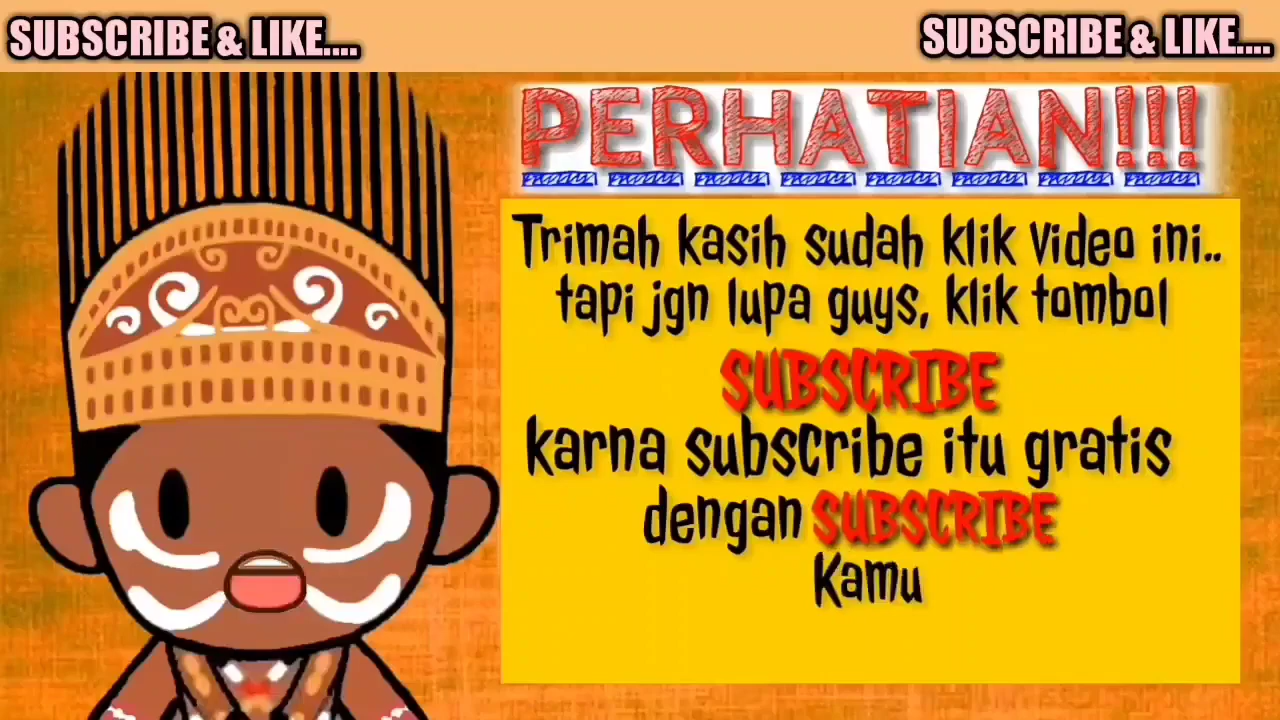 SUBSCRIBE & LIKE....
SUBSCRIBE & LIKE....
PERHATIAN!!!
Trimah kasih sudah klik video ini..
tapi jgn lupa guys, klik tombol
SUBSCRIBE
karna subscribe itu gratis
dengan SUBSCRIBE
Kamu